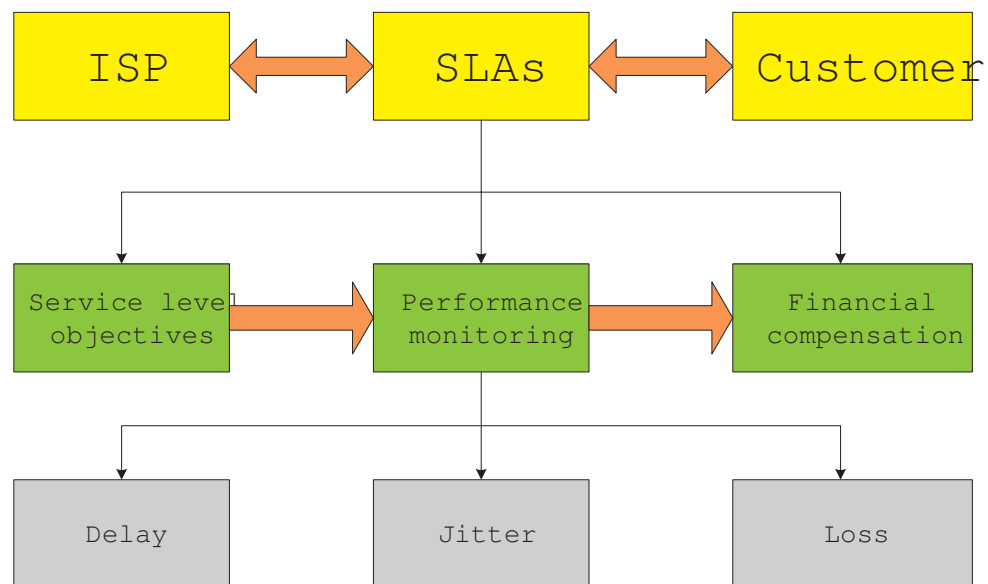 ISP
SLAs
Customer
Service level
objectives
Performance
monitoring
Financial
compensation
Delay
Jitter
Loss